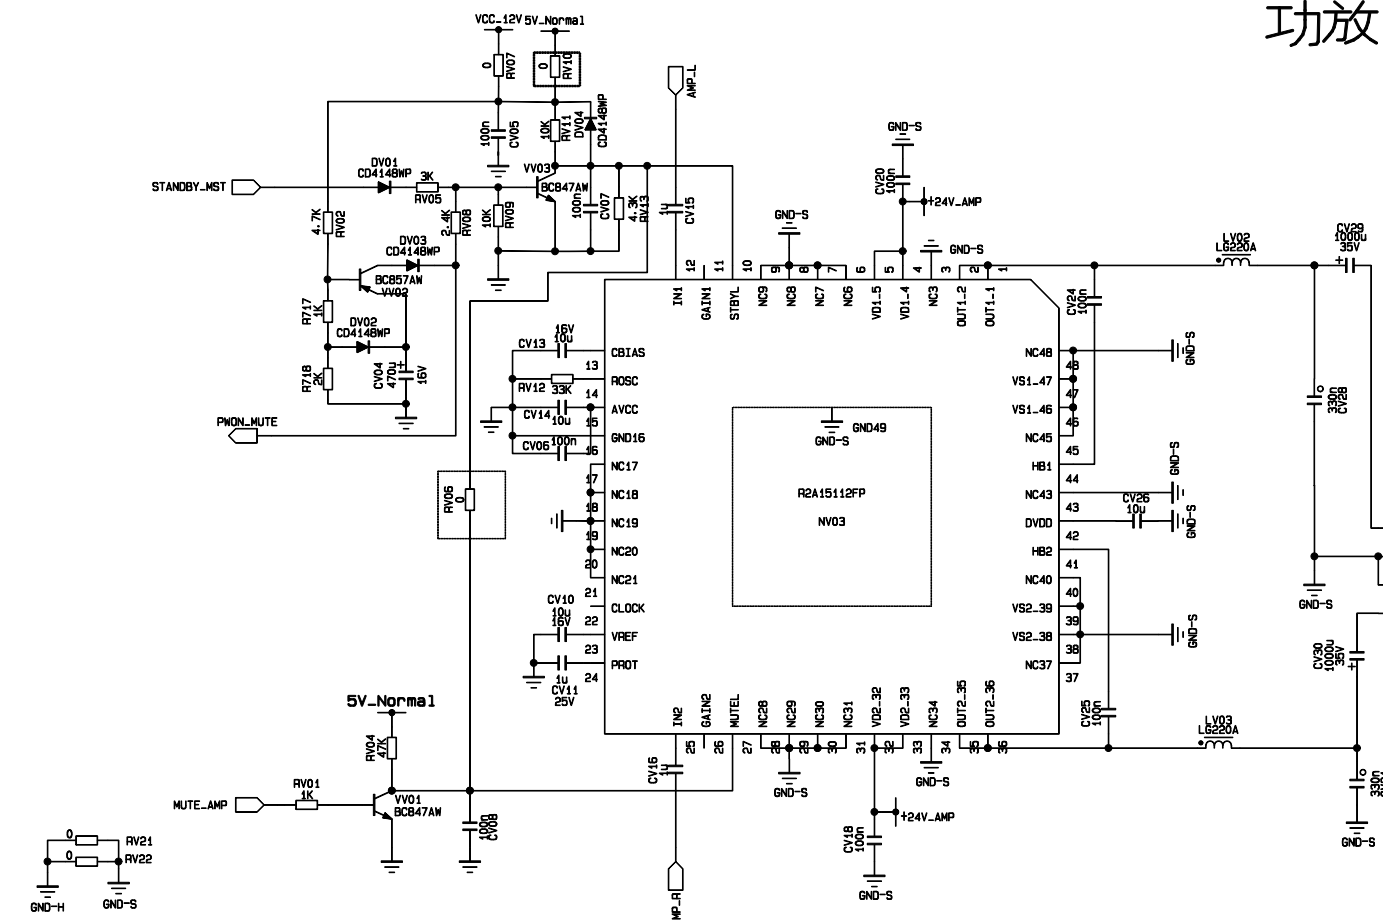 功放
VCC_12V 5V_Normal
0 RV07
0 RV10
AMP_L
100n CV05
10K RV11
DV04 CD4148WP
GND-S
CV20 100n
+24V_AMP
STANDBY_MST
DV01
CD4148WP
3K
RV05
VV03
BC847AW
4.7K RV02
2.4K RV08
10K RV09
100n CV07
4.3K RV13
1u CV15
GND-S
GND-S
DV03
CD4148WP
BC857AW
VV02
R717 1K
DV02
CD4148WP
R718 2K
CV04 470u 16V
PWON_MUTE
12 11 10 9 8 7 6 5 4 3 2 1
IN1 GAIN1 STBYL NC9 NC8 NC7 NC6 VD1_5 VD1_4 NC3 OUT1_2 OUT1_1
CV24 100n
LV02
LG220A
CV29
1000u
35V
330n CV28
16V
CV13 10u
CBIAS
13
RV12 33K
ROSC
14
CV14 10u
AVCC
15
CV06 100n
GND16
16
NC17
17
NC18
18
NC19
19
NC20
20
NC21
21
CV10
10u
16V
CLOCK
22
VREF
23
PROT
24
1u
CV11
25V
RV06 0
GND49
GND-S
R2A15112FP
NV03
NC48
48
GND-S
VS1_47
47
VS1_46
46
NC45
45
HB1
44
GND-S
NC43
43
CV26
10u
DVDD
42
GND-S
HB2
41
NC40
40
VS2_39
39
VS2_38
38
GND-S
NC37
37
GND-S
CV30 1000u 35V
IN2 GAIN2 MUTEL NC28 NC29 NC30 NC31 VD2_32 VD2_33 NC34 OUT2_35 OUT2_36
25 26 27 28 29 30 31 32 33 34 35 36
CV25 100n
LV03
LG220A
330n
GND-S
5V_Normal
RV04 47K
MUTE_AMP
RV01
1K
VV01
BC847AW
100n CV08
CV16 1u
GND-S
GND-S
+24V_AMP
CV18 100n
GND-S
MP_R
0 RV21
0 RV22
GND-H GND-S